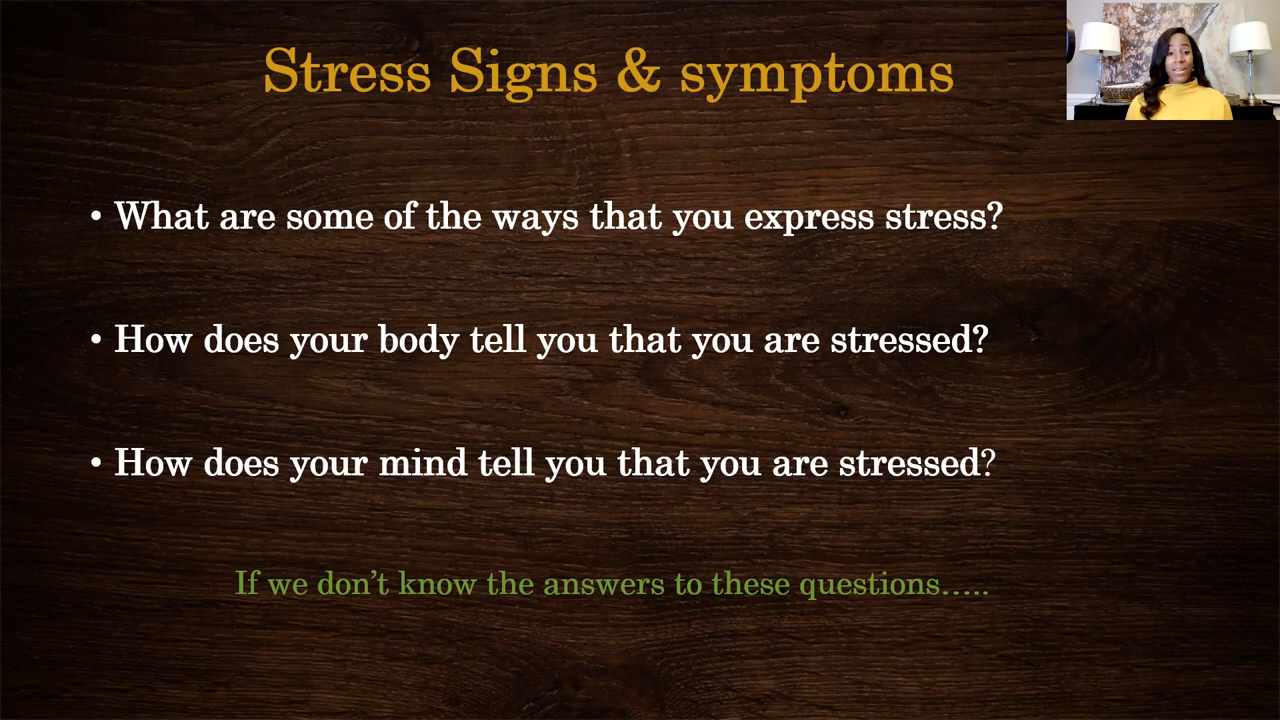 Stress Signs & symptoms
• What are some of the ways that you express stress?
• How does your body tell you that you are stressed?
• How does your mind tell you that you are stressed?
If we don’t know the answers to these questions…..